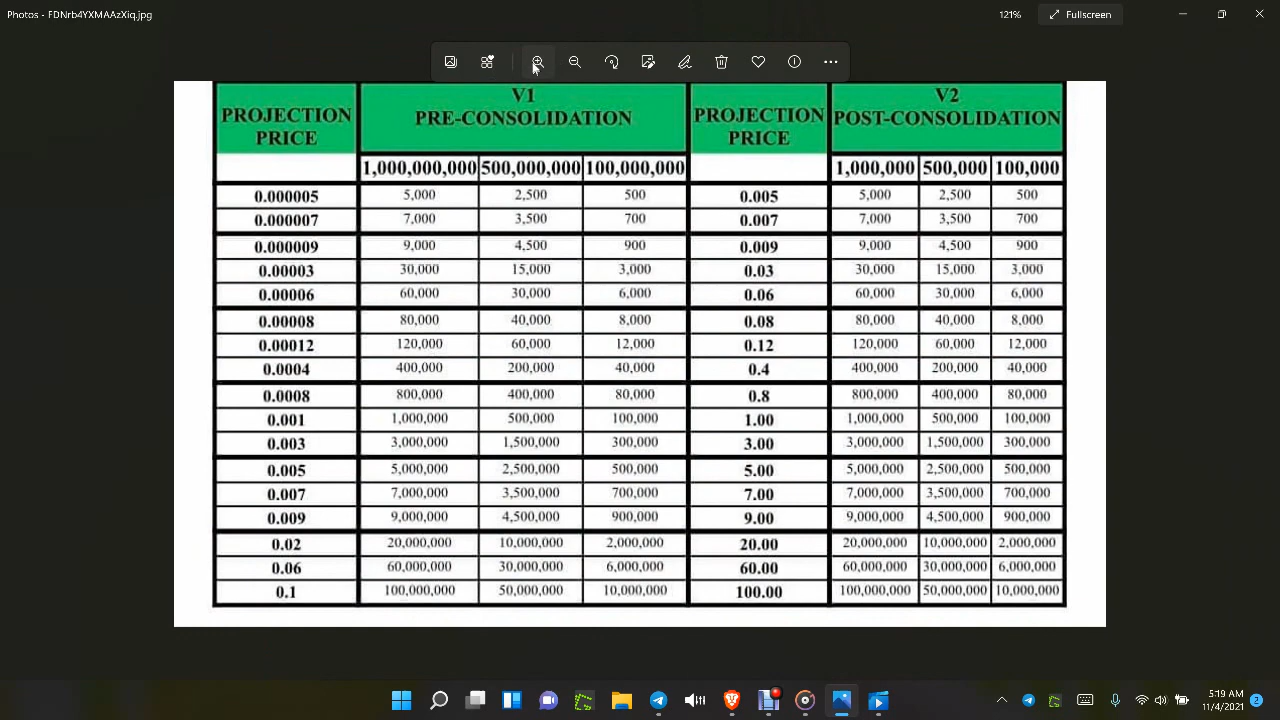 Photos - FDNrb4YXMAAzXiq.jpg
121%
Fullscreen
PROJECTION PRICE
V1 PRE-CONSOLIDATION
PROJECTION PRICE
V2 POST-CONSOLIDATION
1,000,000,000 500,000,000 100,000,000 1,000,000 500,000 100,000
0.000005 5,000 2,500 500 0.005 5,000 2,500 500
0.000007 7,000 3,500 700 0.007 7,000 3,500 700
0.000009 9,000 4,500 900 0.009 9,000 4,500 900
0.00003 30,000 15,000 3,000 0.03 30,000 15,000 3,000
0.00006 60,000 30,000 6,000 0.06 60,000 30,000 6,000
0.00008 80,000 40,000 8,000 0.08 80,000 40,000 8,000
0.00012 120,000 60,000 12,000 0.12 120,000 60,000 12,000
0.0004 400,000 200,000 40,000 0.4 400,000 200,000 40,000
0.0008 800,000 400,000 80,000 0.8 800,000 400,000 80,000
0.001 1,000,000 500,000 100,000 1.00 1,000,000 500,000 100,000
0.003 3,000,000 1,500,000 300,000 3.00 3,000,000 1,500,000 300,000
0.005 5,000,000 2,500,000 500,000 5.00 5,000,000 2,500,000 500,000
0.007 7,000,000 3,500,000 700,000 7.00 7,000,000 3,500,000 700,000
0.009 9,000,000 4,500,000 900,000 9.00 9,000,000 4,500,000 900,000
0.02 20,000,000 10,000,000 2,000,000 20.00 20,000,000 10,000,000 2,000,000
0.06 60,000,000 30,000,000 6,000,000 60.00 60,000,000 30,000,000 6,000,000
0.1 100,000,000 50,000,000 10,000,000 100.00 100,000,000 50,000,000 10,000,000
5:19 AM
11/4/2021
2